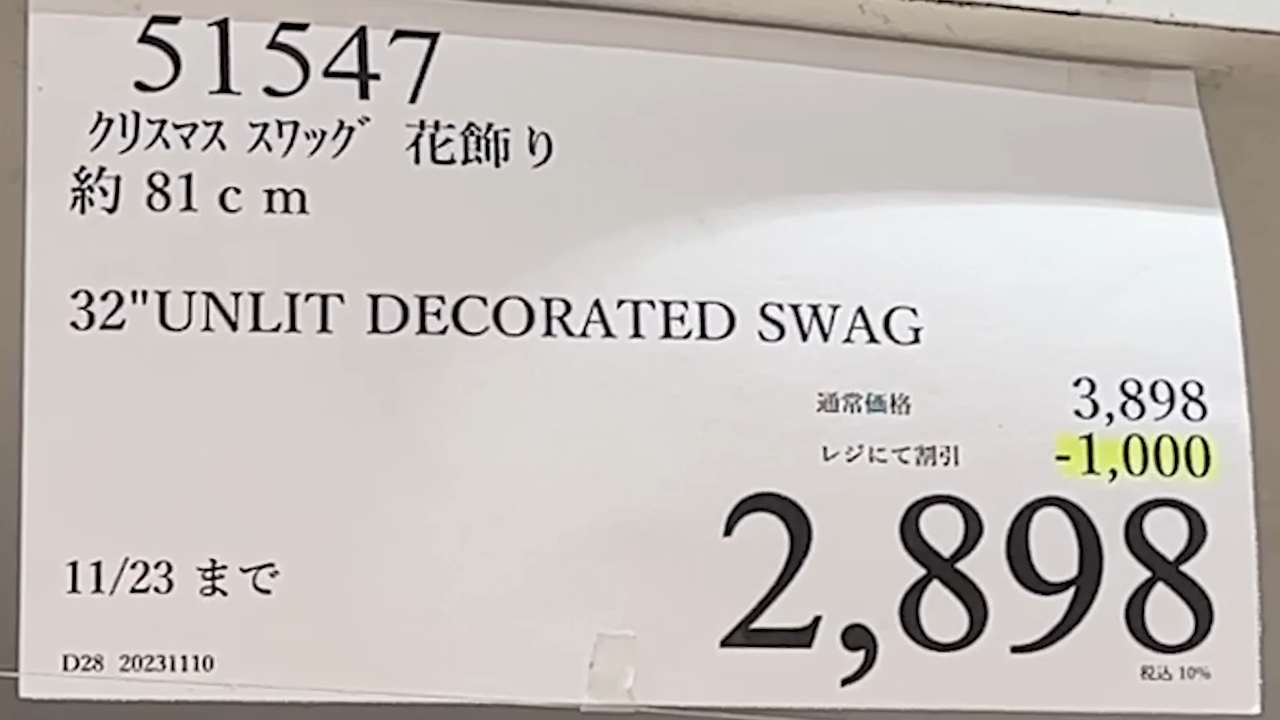 51547
クリスマス スワッグ 花飾り
約 81cm
32"UNLIT DECORATED SWAG
通常価格 3,898
レジにて割引 -1,000
2,898
11/23 まで
税込 10%
D28 20231110